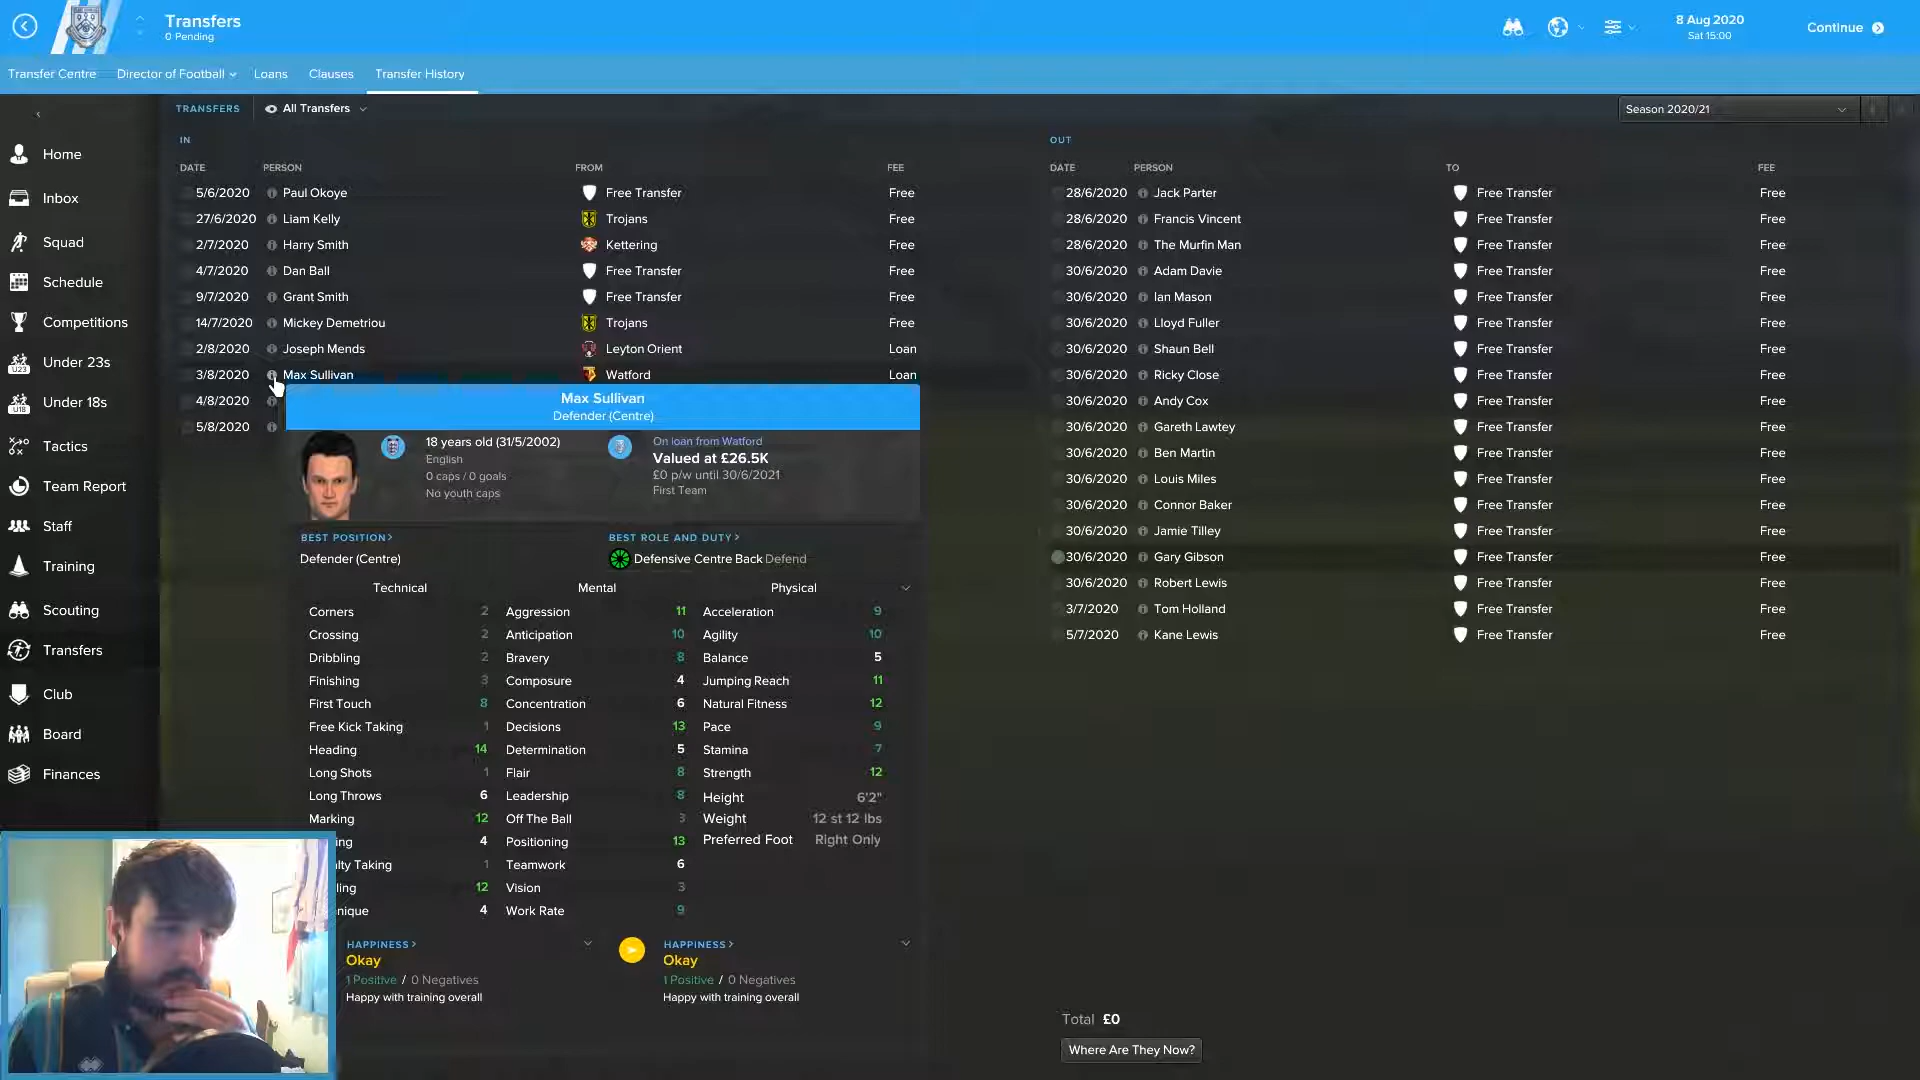 Transfers
0 Pending
8 Aug 2020
Sat 15:00
Continue
Transfer Centre Director of Football Loans Clauses Transfer History
TRANSFERS All Transfers Season 2020/21
Home
Inbox
Squad
Schedule
Competitions
U23 Under 23s
U18 Under 18s
Tactics
Team Report
Staff
Training
Scouting
Transfers
Club
Board
Finances
IN
DATE PERSON FROM FEE
5/6/2020 Paul Okoye Free Transfer Free
27/6/2020 Liam Kelly Trojans Free
2/7/2020 Harry Smith Kettering Free
4/7/2020 Dan Ball Free Transfer Free
9/7/2020 Grant Smith Free Transfer Free
14/7/2020 Mickey Demetriou Trojans Free
2/8/2020 Joseph Mends Leyton Orient Loan
3/8/2020 Max Sullivan Watford Loan
4/8/2020
5/8/2020
Max Sullivan
Defender (Centre)
18 years old (31/5/2002)
English
0 caps / 0 goals
No youth caps
On loan from Watford
Valued at £26.5K
£0 p/w until 30/6/2021
First Team
BEST POSITION> BEST ROLE AND DUTY>
Defender (Centre) Defensive Centre Back Defend
Technical Mental Physical
Corners 2 Aggression 11 Acceleration 9
Crossing 2 Anticipation 10 Agility 10
Dribbling 2 Bravery 8 Balance 5
Finishing 3 Composure 4 Jumping Reach 11
First Touch 8 Concentration 6 Natural Fitness 12
Free Kick Taking 1 Decisions 13 Pace 9
Heading 14 Determination 5 Stamina 7
Long Shots 1 Flair 8 Strength 12
Long Throws 6 Leadership 8 Height 6'2"
Marking 12 Off The Ball 3 Weight 12 st 12 lbs
ing 4 Positioning 13 Preferred Foot Right Only
lty Taking 1 Teamwork 6
ling 12 Vision 3
nique 4 Work Rate 9
HAPPINESS> HAPPINESS>
Okay Okay
1 Positive / 0 Negatives 1 Positive / 0 Negatives
Happy with training overall Happy with training overall
OUT
DATE PERSON TO FEE
28/6/2020 Jack Parter Free Transfer Free
28/6/2020 Francis Vincent Free Transfer Free
28/6/2020 The Murfin Man Free Transfer Free
30/6/2020 Adam Davie Free Transfer Free
30/6/2020 Ian Mason Free Transfer Free
30/6/2020 Lloyd Fuller Free Transfer Free
30/6/2020 Shaun Bell Free Transfer Free
30/6/2020 Ricky Close Free Transfer Free
30/6/2020 Andy Cox Free Transfer Free
30/6/2020 Gareth Lawtey Free Transfer Free
30/6/2020 Ben Martin Free Transfer Free
30/6/2020 Louis Miles Free Transfer Free
30/6/2020 Connor Baker Free Transfer Free
30/6/2020 Jamie Tilley Free Transfer Free
30/6/2020 Gary Gibson Free Transfer Free
30/6/2020 Robert Lewis Free Transfer Free
3/7/2020 Tom Holland Free Transfer Free
5/7/2020 Kane Lewis Free Transfer Free
Total £0
Where Are They Now?